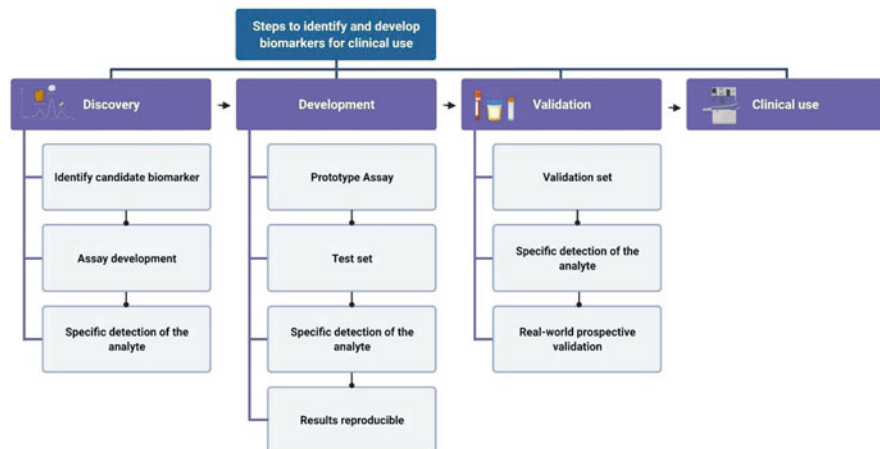 Steps to identify and develop
biomarkers for clinical use
Discovery
Development
Validation
Clinical use
Identify candidate biomarker
Assay development
Specific detection of the
analyte
Prototype Assay
Test set
Specific detection of the
analyte
Results reproducible
Validation set
Specific detection of the
analyte
Real-world prospective
validation